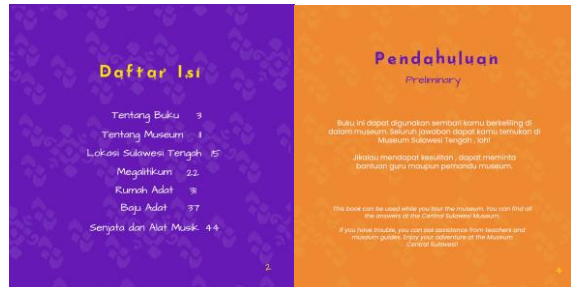 Daftar Isi
Tentang Buku 3
Tentang Museum 11
Lokasi Sulawesi Tengah 15
Megalitikum 22
Rumah Adat 31
Baju Adat 37
Senjata dan Alat Musik 44
2
Pendahuluan
Preliminary
Buku ini dapat digunakan sembari kamu berkeliling di
dalam museum. Seluruh jawaban dapat kamu temukan di
Museum Sulawesi Tengah , loh!
Jikalau mendapat kesulitan , dapat meminta
bantuan guru maupun pemandu museum.
This book can be used while you tour the museum. You can find all
the answers at the Central Sulawesi Museum.
If you have trouble, you can ask assistance from teachers and
museum guides. Enjoy your adventure at the Museum
Central Sulawesi!